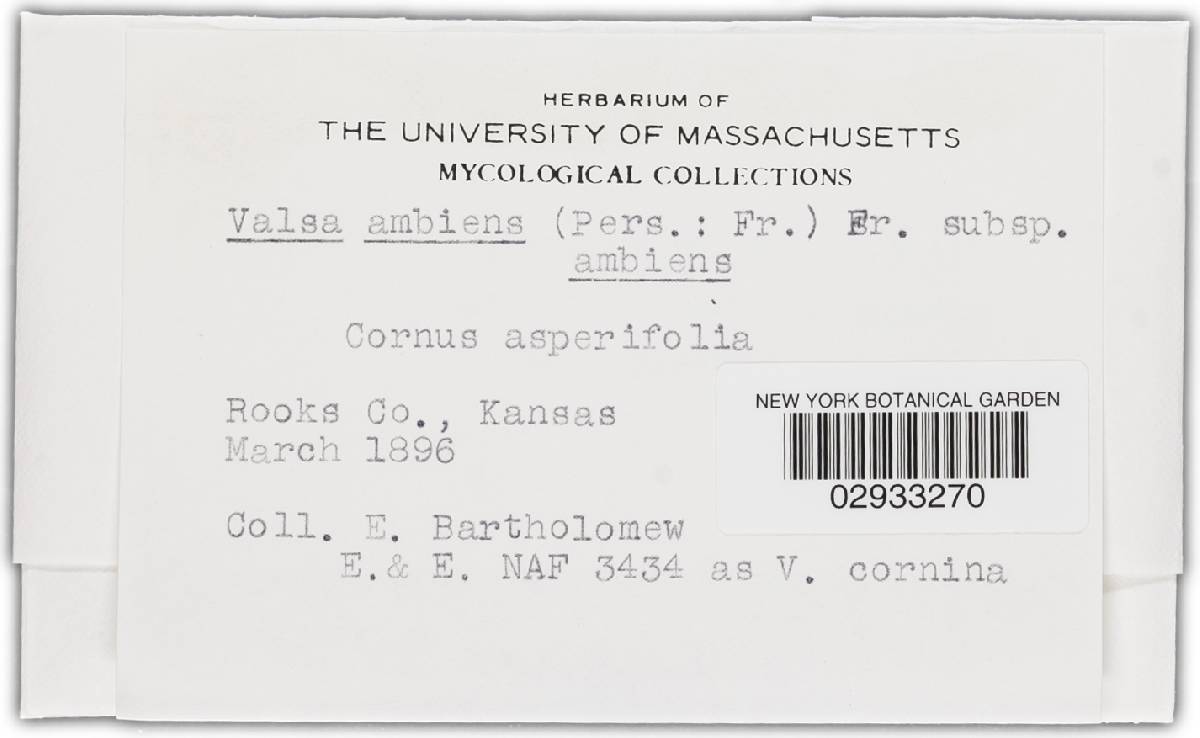 HERBARIUM OF
THE UNIVERSITY OF MASSACHUSETTS
MYCOLOGICAL COLLECTIONS
Valsa ambiens (Pers.: Fr.) Fr. subsp.
ambiens
Cornus asperifolia
Rooks Co., Kansas
March 1896
NEW YORK BOTANICAL GARDEN
02933270
Coll. E. Bartholomew
E.& E. NAF 3434 as V. cornina